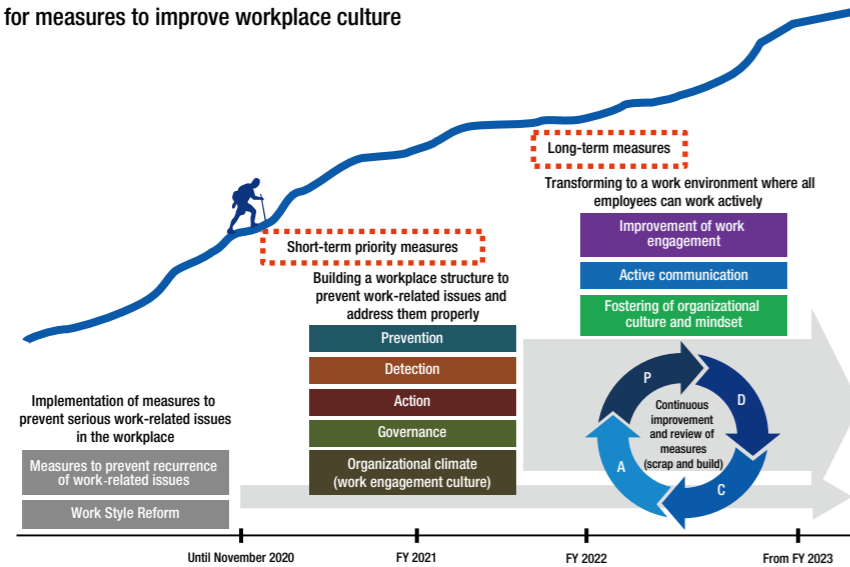 for measures to improve workplace culture
Long-term measures
Transforming to a work environment where all
employees can work actively
Improvement of work
engagement
Active communication
Fostering of organizational
culture and mindset
Short-term priority measures
Building a workplace structure to
prevent work-related issues and
address them properly
Prevention
Detection
Action
Governance
Organizational climate
(work engagement culture)
Implementation of measures to
prevent serious work-related issues
in the workplace
Measures to prevent recurrence
of work-related issues
Work Style Reform
P
D
C
A
Continuous
improvement
and review of
measures
(scrap and build)
Until November 2020
FY 2021
FY 2022
From FY 2023